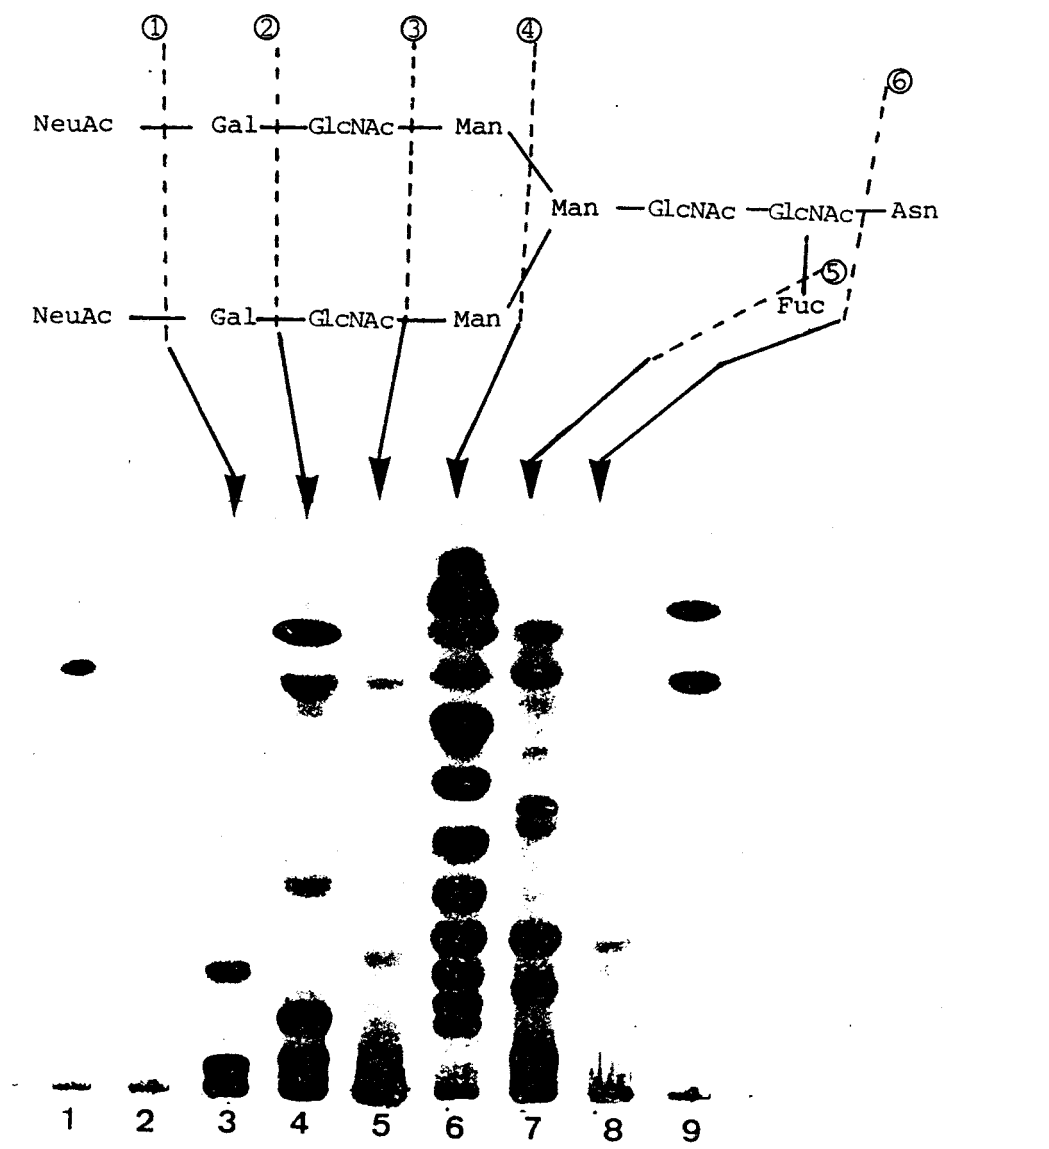 ① ② ③ ④
⑥
NeuAc Gal GlcNAc Man
Man GlcNAc GlcNAc Asn
⑤
Fuc
NeuAc Gal GlcNAc Man
1 2 3 4 5 6 7 8 9